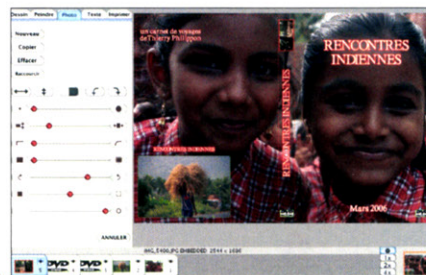 Dessin Peindre Photo Texte Imprimer
Nouveau
Copier
Effacer
Raccourcir
ANNULER
un carnet de voyages
de Thierry Philippon
RENCONTRES INDIENNES
RENCONTRES INDIENNES
RENCONTRES
INDIENNES
Mars 2006
DVD DVD